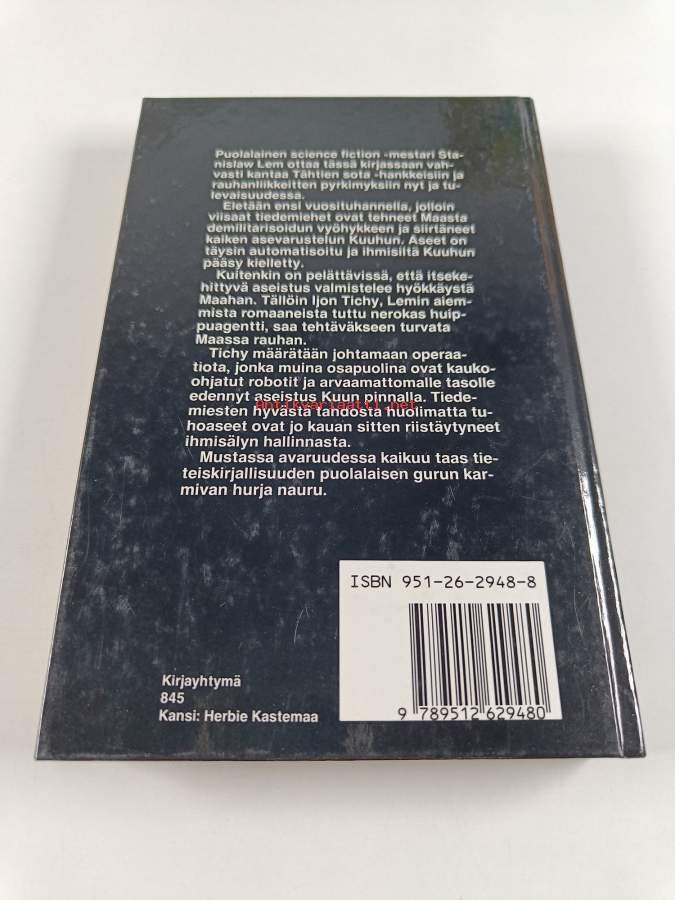 Puolalainen science fiction -mestari Sta-
nislaw Lem ottaa tässä kirjassaan vah-
vasti kantaa Tähtien sota -hankkeisiin ja
rauhanliikkeitten pyrkimyksiin nyt ja tu-
levaisuudessa.
Eletään ensi vuosituhannella, jolloin
viisaat tiedemiehet ovat tehneet Maasta
demilitarisoidun vyöhykkeen ja siirtäneet
kaiken asevarustelun Kuuhun. Aseet on
täysin automatisoitu ja ihmisiltä Kuuhun
pääsy kielletty.
Kuitenkin on pelättävissä, että itseke-
hittyvä aseistus valmistelee hyökkäystä
Maahan. Tällöin Ijon Tichy, Lemin aiem-
mista romaaneista tuttu nerokas huip-
puagentti, saa tehtäväkseen turvata
Maassa rauhan.
Tichy määrätään johtamaan operaa-
tiota, jonka muina osapuolina ovat kauko-
ohjatut robotit ja arvaamattomalle tasolle
edennyt aseistus Kuun pinnalla. Tiede-
antikvariaatti.net
miesten hyvästä tahdosta huolimatta tu-
hoaseet ovat jo kauan sitten riistäytyneet
ihmisälyn hallinnasta.
Mustassa avaruudessa kaikuu taas tie-
teiskirjallisuuden puolalaisen gurun kar-
mivan hurja nauru.
ISBN 951-26-2948-8
9 789512 629480
Kirjayhtymä
845
Kansi: Herbie Kastemaa